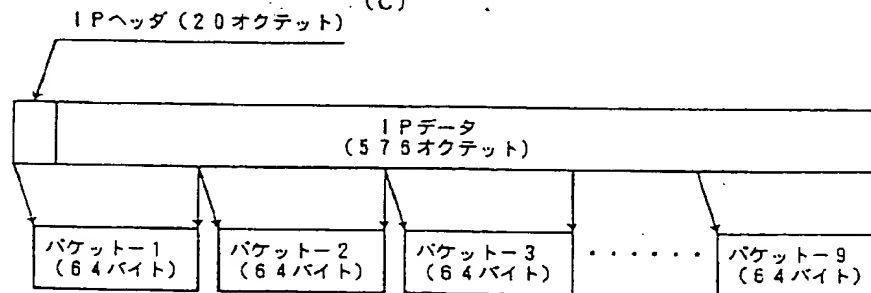 (C)
IPヘッダ(20オクテット)
IPデータ
(576オクテット)
パケット-1
(64バイト)
パケット-2
(64バイト)
パケット-3
(64バイト)
・・・・・・
パケット-9
(64バイト)